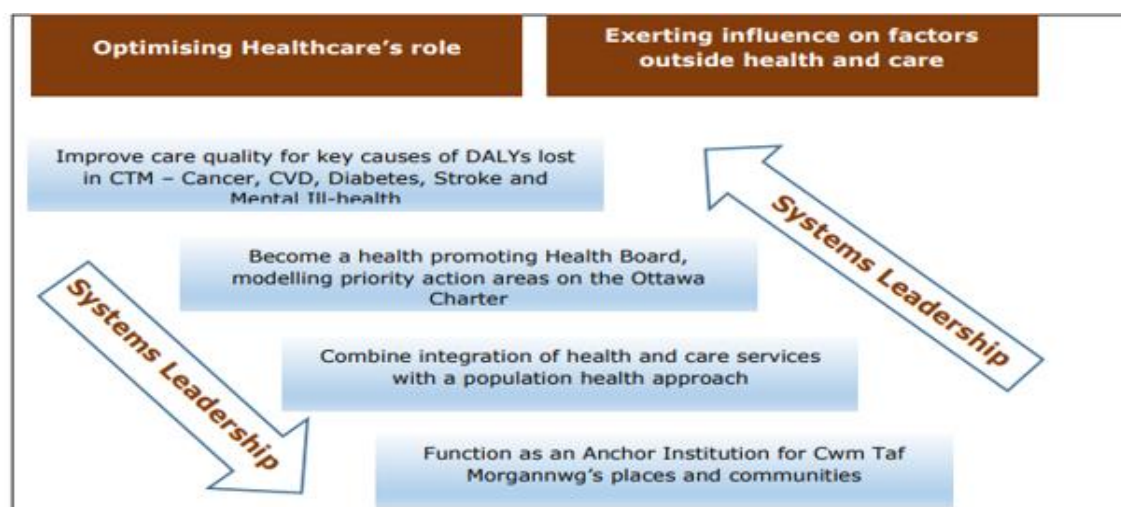 Optimising Healthcare's role
Exerting influence on factors
outside health and care
Improve care quality for key causes of DALYs lost
in CTM – Cancer, CVD, Diabetes, Stroke and
Mental Ill-health
Systems Leadership
Become a health promoting Health Board,
modelling priority action areas on the Ottawa
Charter
Systems Leadership
Combine integration of health and care services
with a population health approach
Function as an Anchor Institution for Cwm Taf
Morgannwg's places and communities